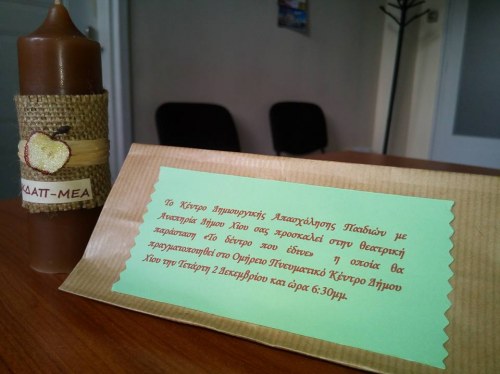 ΚΔΑΠ-ΜΕΑ
Το Κέντρο Δημιουργικής Απασχόλησης Παιδιών με
Αναπηρία Δήμου Χίου σας προσκαλεί στην θεατρική
παράσταση «Το δέντρο που έδινε» η οποία θα
πραγματοποιηθεί στο Ομήρειο Πνευματικό Κέντρο Δήμου
Χίου την Τετάρτη 2 Δεκεμβρίου και ώρα 6:30μμ.